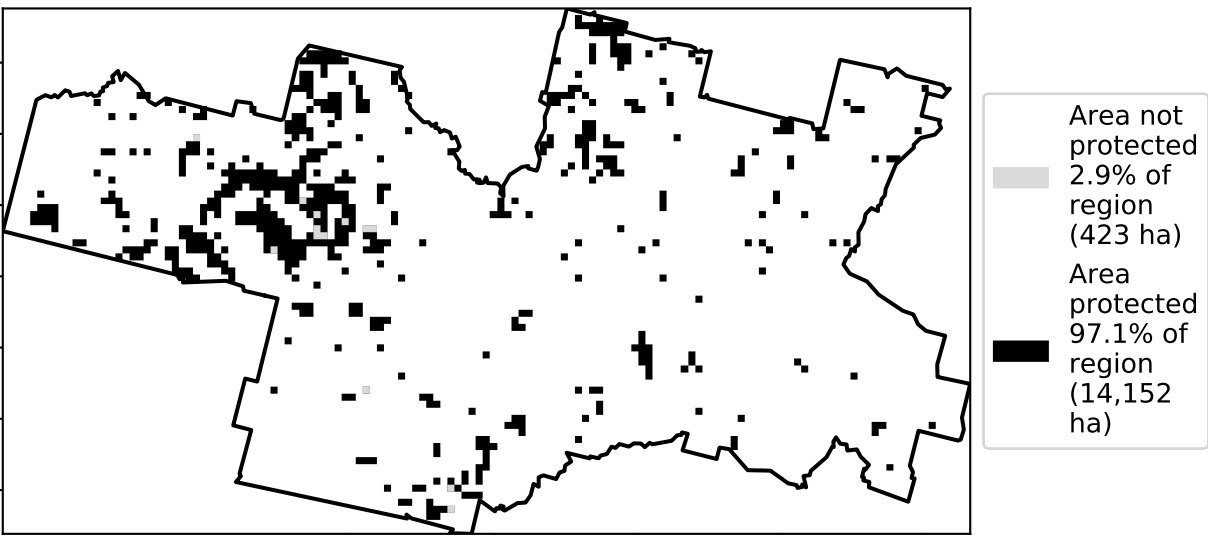 Area not
protected
2.9% of
region
(423 ha)
Area
protected
97.1% of
region
(14,152
ha)